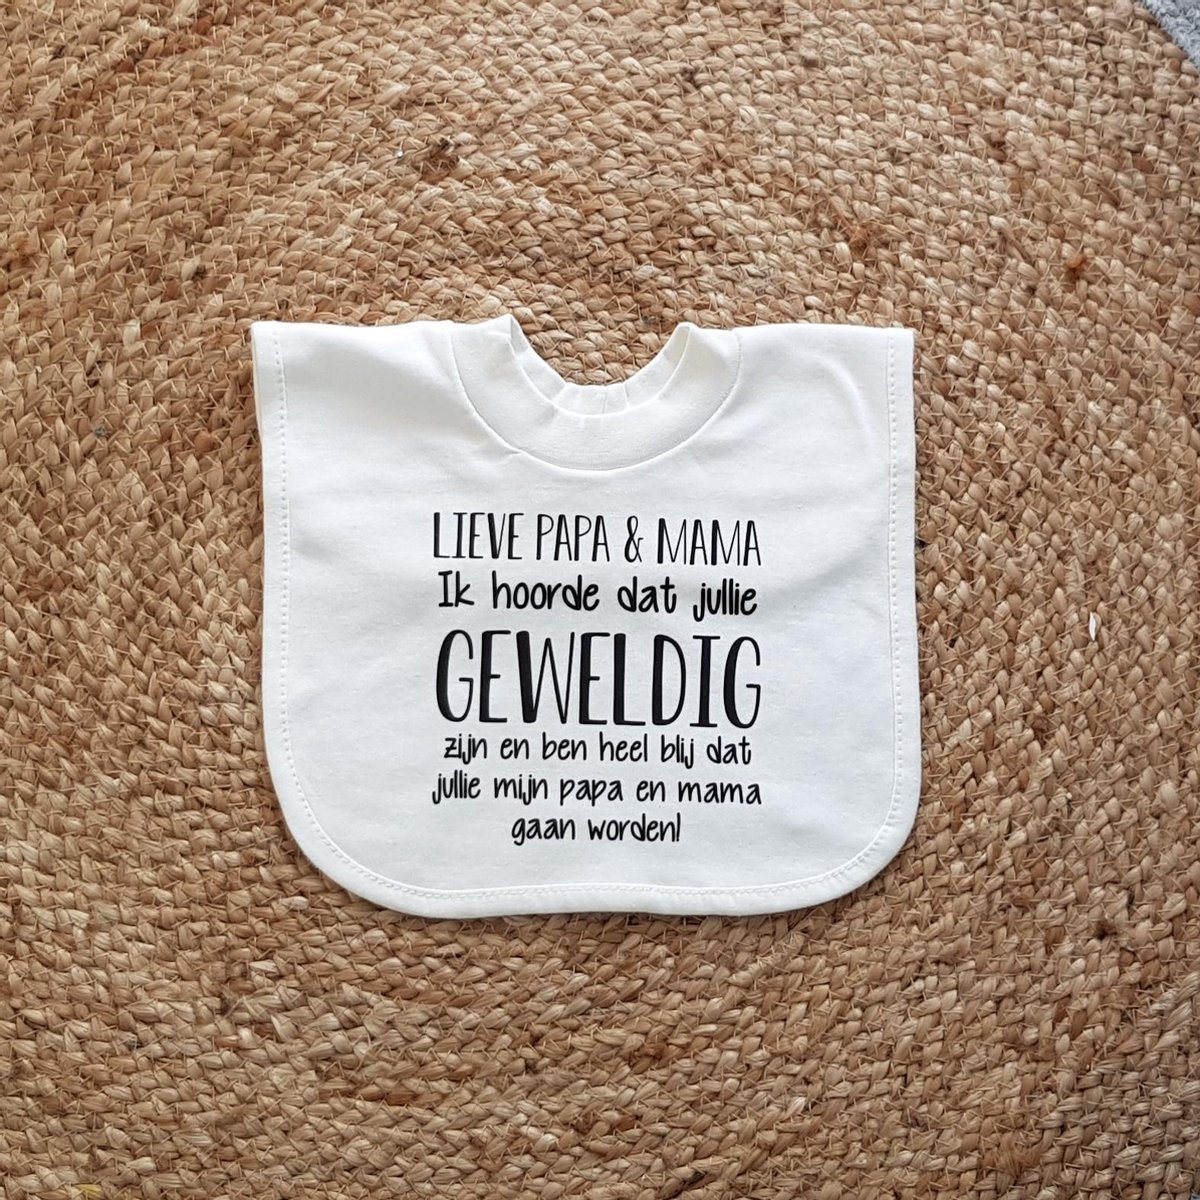 LIEVE PAPA & MAMA
Ik hoorde dat jullie
GEWELDIG
zijn en ben heel blij dat
jullie mijn papa en mama
gaan worden!